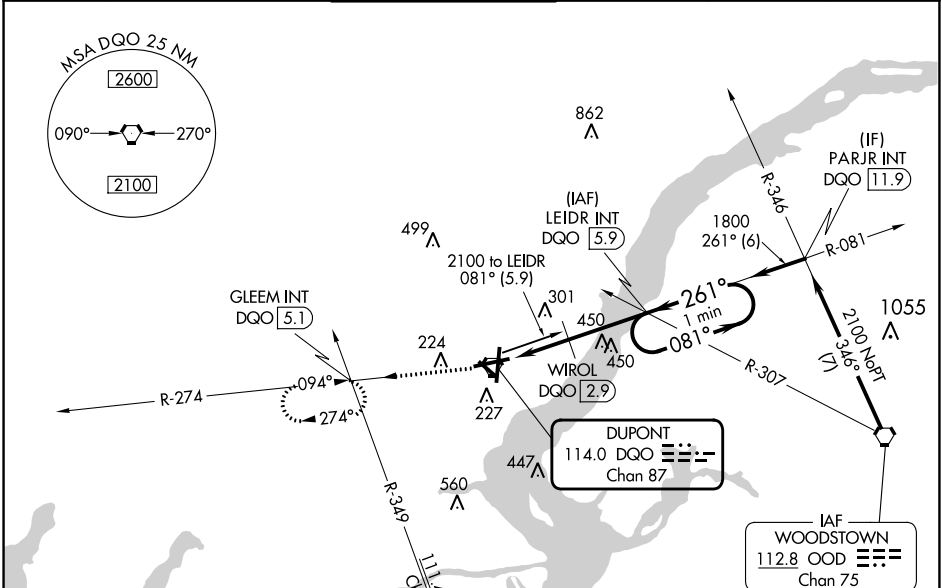 MSA DQO 25 NM
2600
090°
270°
2100
862
(IF)
PARJR INT
DQO 11.9
R-346
(IAF)
LEIDR INT
DQO 5.9
1800
261° (6)
R-081
499
2100 to LEIDR
081° (5.9)
GLEEM INT
DQO 5.1
301
261°
1 min
081°
1055
2100 NoPT
346°
(7)
224
450
450
094°
R-274
274°
WIROL
DQO 2.9
R-307
227
DUPONT
114.0 DQO
Chan 87
447
560
R-349
IAF
WOODSTOWN
112.8 OOD
Chan 75